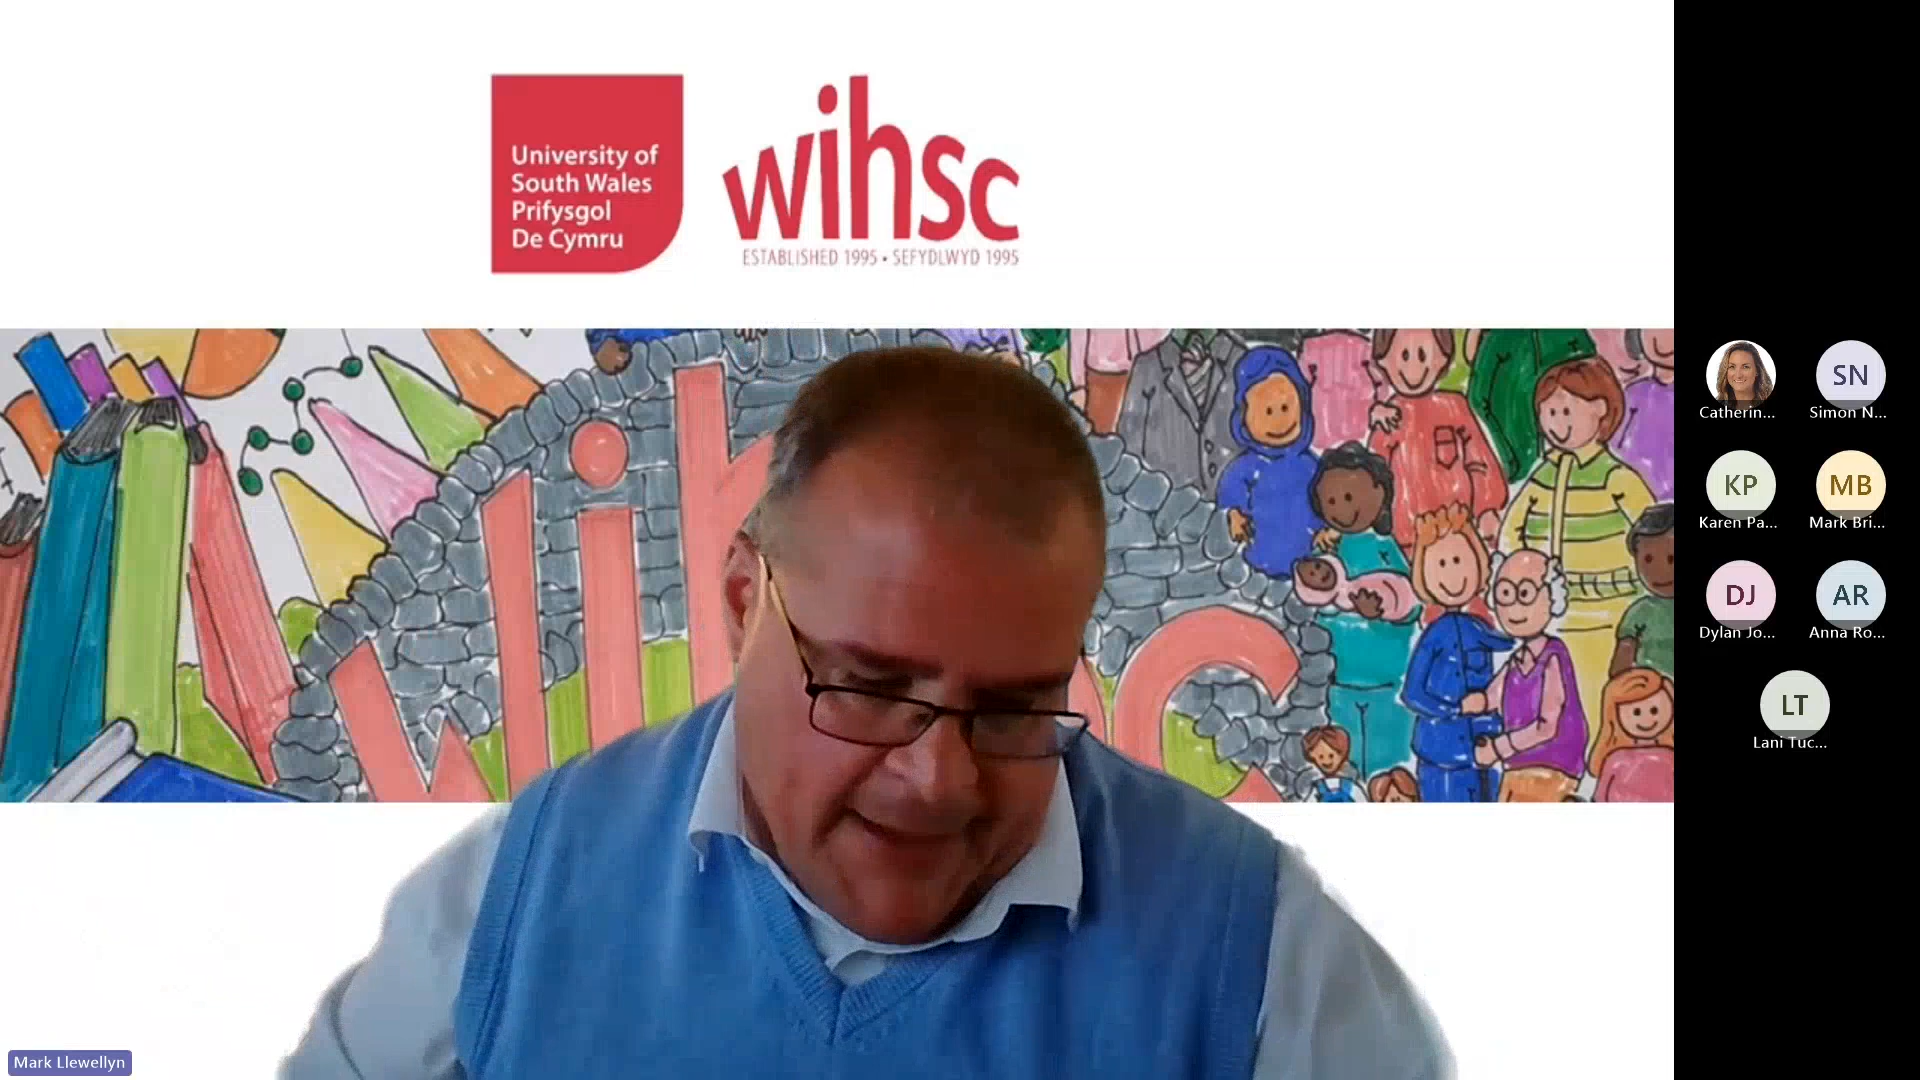 University of
South Wales
Prifysgol
De Cymru
wihsc
ESTABLISHED 1995 • SEFYDLWYD 1995
wihsc
Catherin...
SN
Simon N...
KP
Karen Pa...
MB
Mark Bri...
DJ
Dylan Jo...
AR
Anna Ro...
LT
Lani Tuc...
Mark Llewellyn